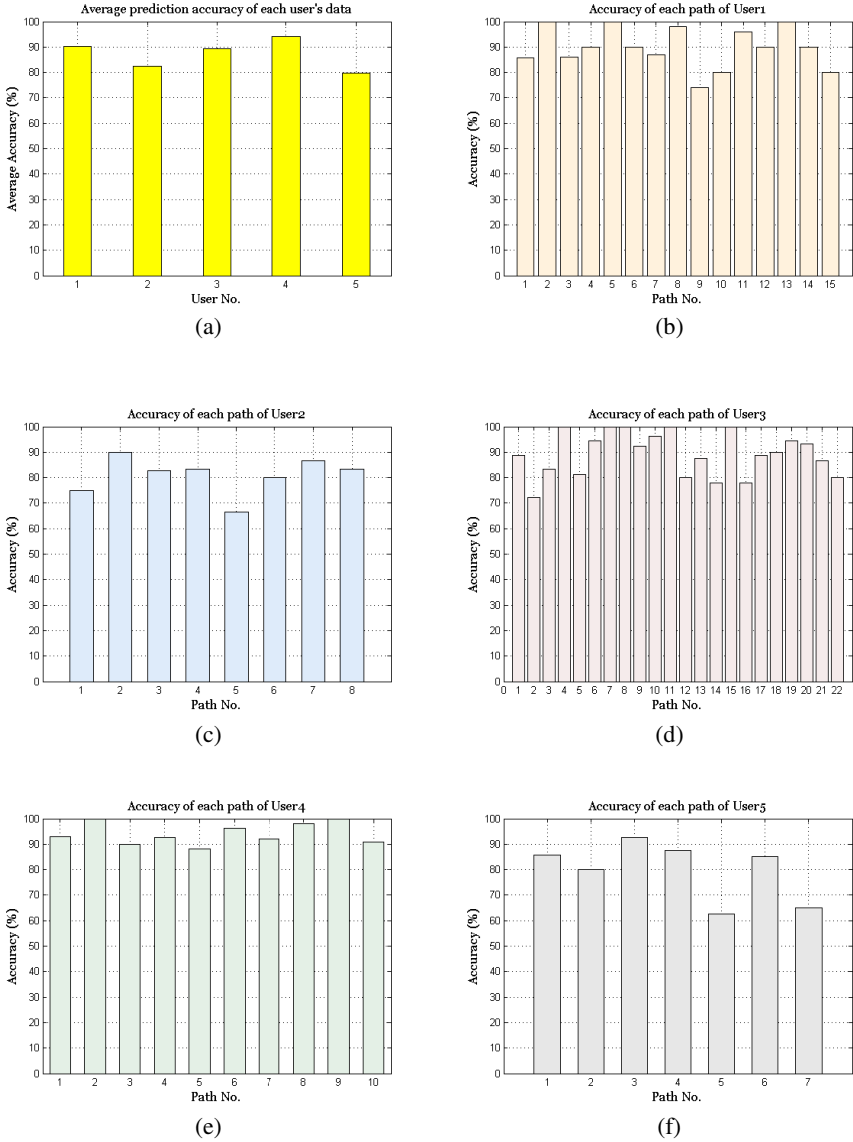 Average prediction accuracy of each user's data
100
90
80
70
60
50
40
30
20
10
0
Average Accuracy (%)
1 2 3 4 5
User No.
(a)
Accuracy of each path of User1
100
90
80
70
60
50
40
30
20
10
0
Accuracy (%)
1 2 3 4 5 6 7 8 9 10 11 12 13 14 15
Path No.
(b)
Accuracy of each path of User2
100
90
80
70
60
50
40
30
20
10
0
Accuracy (%)
1 2 3 4 5 6 7 8
Path No.
(c)
Accuracy of each path of User3
100
90
80
70
60
50
40
30
20
10
0
Accuracy (%)
0 1 2 3 4 5 6 7 8 9 10 11 12 13 14 15 16 17 18 19 20 21 22
Path No.
(d)
Accuracy of each path of User4
100
90
80
70
60
50
40
30
20
10
0
Accuracy (%)
1 2 3 4 5 6 7 8 9 10
Path No.
(e)
Accuracy of each path of User5
100
90
80
70
60
50
40
30
20
10
0
Accuracy (%)
1 2 3 4 5 6 7
Path No.
(f)